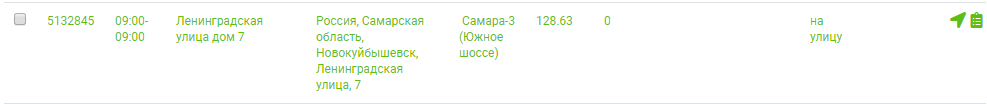 5132845
09:00-
09:00
Ленинградская
улица дом 7
Россия, Самарская
область,
Новокуйбышевск,
Ленинградская
улица, 7
Самара-3
(Южное
шоссе)
128.63
0
на
улицу